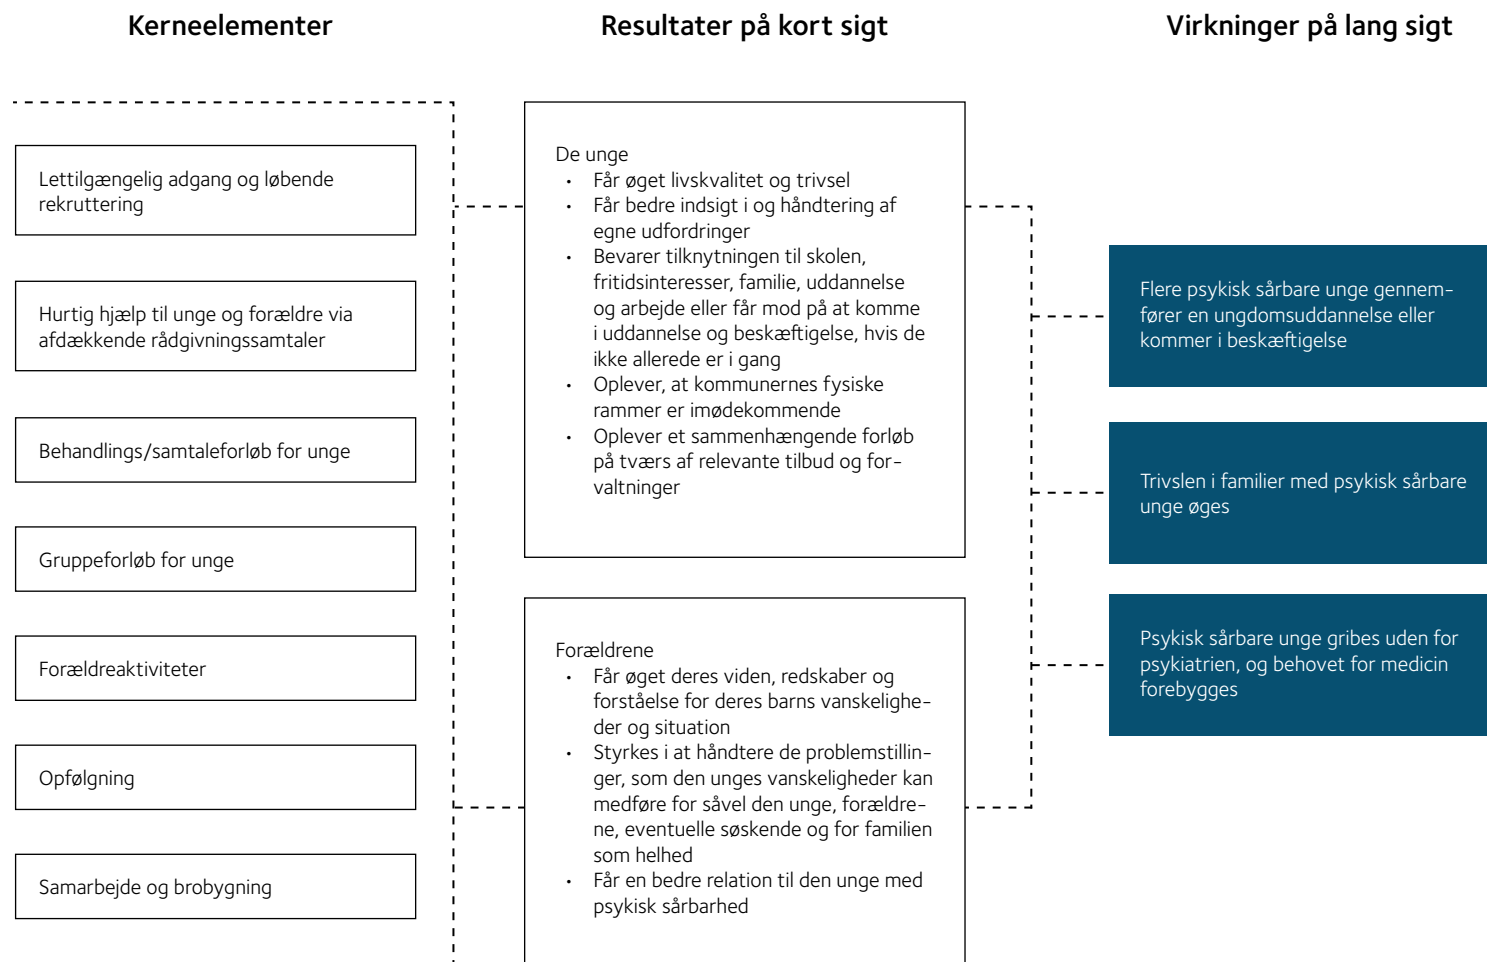 Kerneelementer
Lettilgængelig adgang og løbende
rekruttering
Hurtig hjælp til unge og forældre via
afdækkende rådgivningssamtaler
Behandlings/samtaleforløb for unge
Gruppeforløb for unge
Forældreaktiviteter
Opfølgning
Samarbejde og brobygning
Resultater på kort sigt
De unge
• Får øget livskvalitet og trivsel
• Får bedre indsigt i og håndtering af
egne udfordringer
• Bevarer tilknytningen til skolen,
fritidsinteresser, familie, uddannelse
og arbejde eller får mod på at komme
i uddannelse og beskæftigelse, hvis de
ikke allerede er i gang
• Oplever, at kommunernes fysiske
rammer er imødekommende
• Oplever et sammenhængende forløb
på tværs af relevante tilbud og for-
valtninger
Forældrene
• Får øget deres viden, redskaber og
forståelse for deres barns vanskelighe-
der og situation
• Styrkes i at håndtere de problemstillin-
ger, som den unges vanskeligheder kan
medføre for såvel den unge, forældre-
ne, eventuelle søskende og for familien
som helhed
• Får en bedre relation til den unge med
psykisk sårbarhed
Virkninger på lang sigt
Flere psykisk sårbare unge gennem-
fører en ungdomsuddannelse eller
kommer i beskæftigelse
Trivslen i familier med psykisk sårbare
unge øges
Psykisk sårbare unge gribes uden for
psykiatrien, og behovet for medicin
forebygges